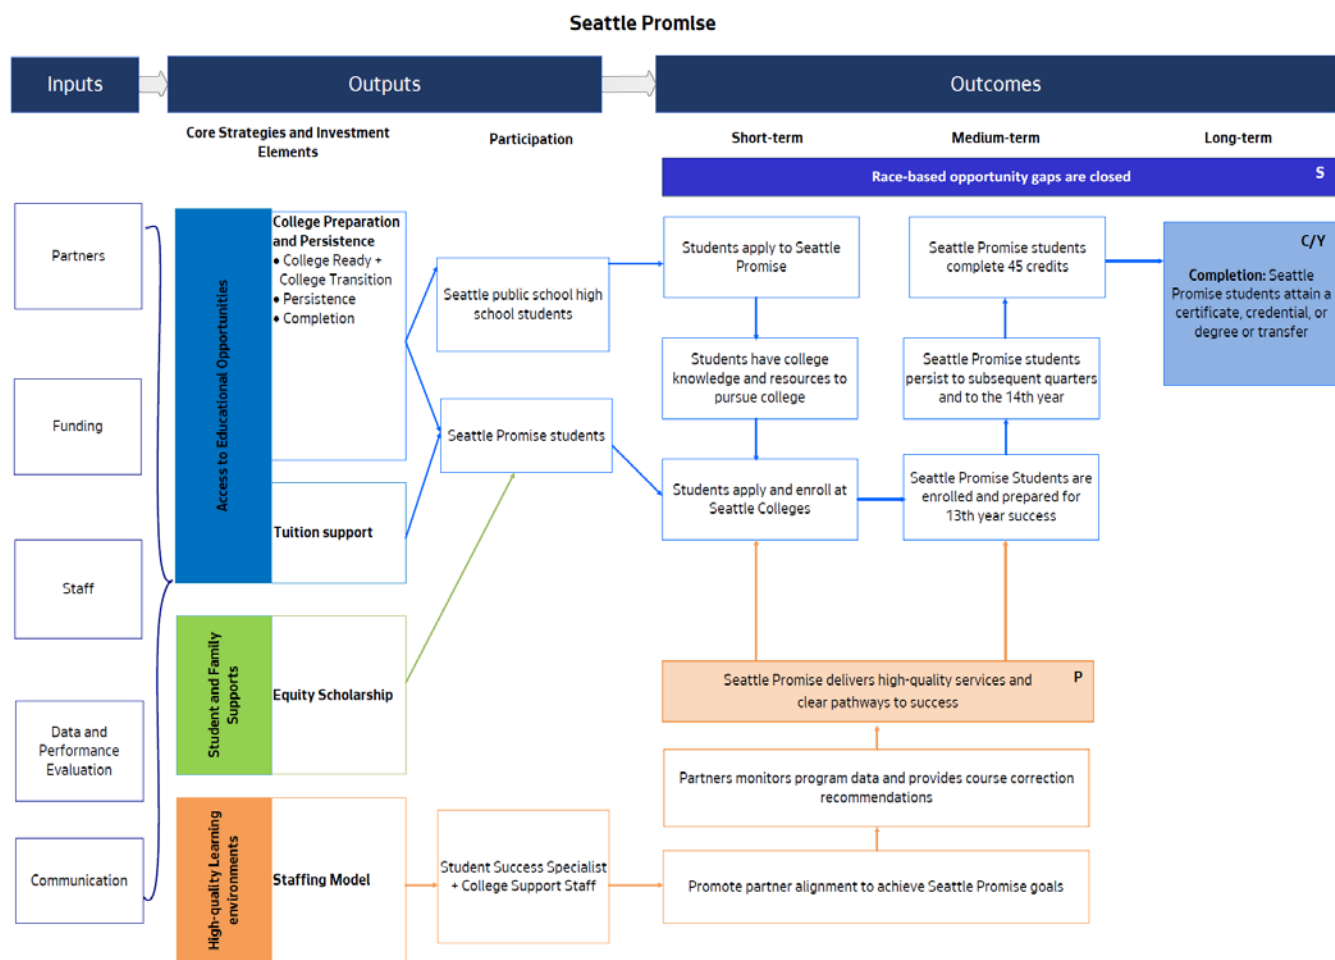 Seattle Promise
Inputs
Outputs
Outcomes
Core Strategies and Investment
Elements
Participation
Short-term
Medium-term
Long-term
Race-based opportunity gaps are closed
S
Partners
Funding
Staff
Data and
Performance
Evaluation
Communication
Access to Educational Opportunities
College Preparation
and Persistence
● College Ready +
College Transition
● Persistence
● Completion
Tuition support
Student and Family
Supports
Equity Scholarship
High-quality Learning
environments
Staffing Model
Seattle public school high
school students
Seattle Promise students
Student Success Specialist
+ College Support Staff
Students apply to Seattle
Promise
Students have college
knowledge and resources to
pursue college
Students apply and enroll at
Seattle Colleges
Seattle Promise students
complete 45 credits
Seattle Promise students
persist to subsequent quarters
and to the 14th year
Seattle Promise Students are
enrolled and prepared for
13th year success
C/Y
Completion: Seattle
Promise students attain a
certificate, credential, or
degree or transfer
Seattle Promise delivers high-quality services and
clear pathways to success
P
Partners monitors program data and provides course correction
recommendations
Promote partner alignment to achieve Seattle Promise goals